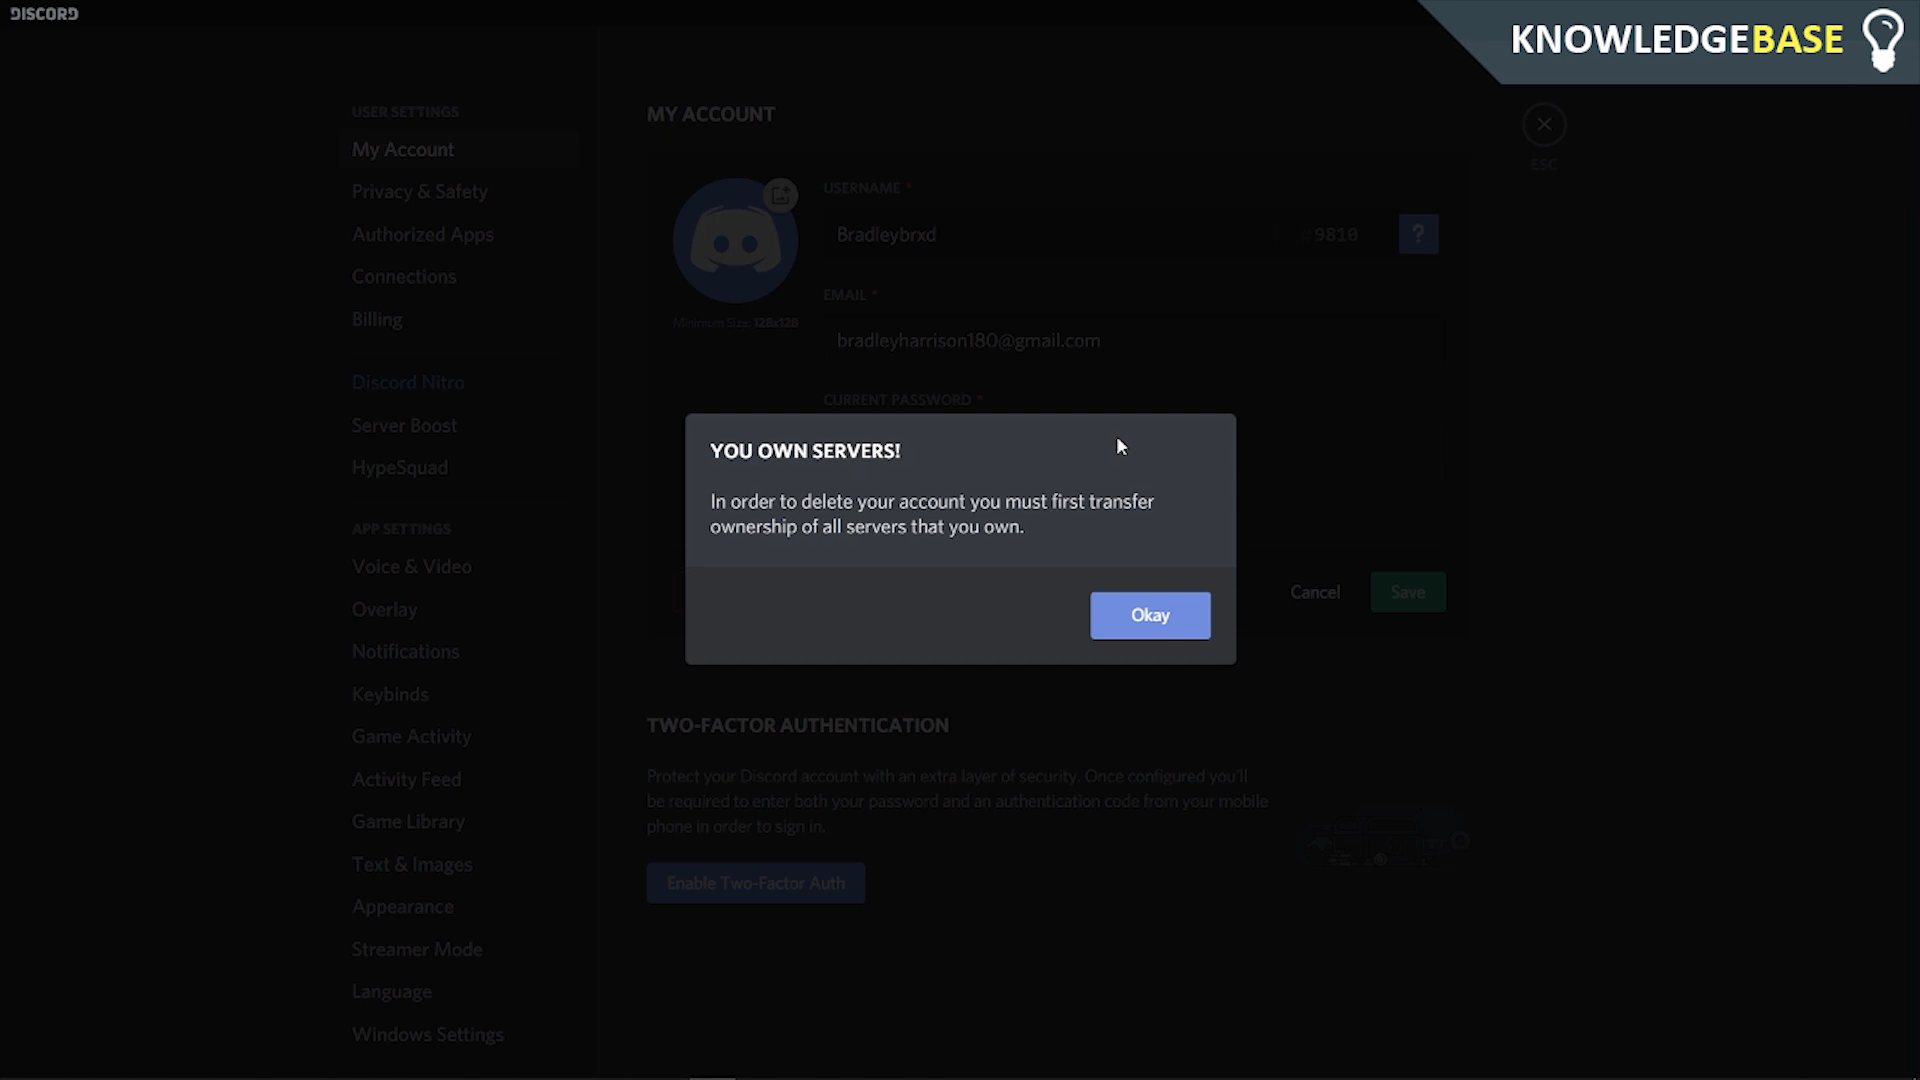 DISCORD
KNOWLEDGEBASE
USER SETTINGS
My Account
Privacy & Safety
Authorized Apps
Connections
Billing
Discord Nitro
Server Boost
HypeSquad
APP SETTINGS
Voice & Video
Overlay
Notifications
Keybinds
Game Activity
Activity Feed
Game Library
Text & Images
Appearance
Streamer Mode
Language
Windows Settings
MY ACCOUNT
ESC
USERNAME *
Bradleybrxd
#9810
?
Minimum Size: 128x128
EMAIL *
bradleyharrison180@gmail.com
CURRENT PASSWORD *
YOU OWN SERVERS!
In order to delete your account you must first transfer
ownership of all servers that you own.
Okay
Cancel
Save
TWO-FACTOR AUTHENTICATION
Protect your Discord account with an extra layer of security. Once configured you'll
be required to enter both your password and an authentication code from your mobile
phone in order to sign in.
Enable Two-Factor Auth